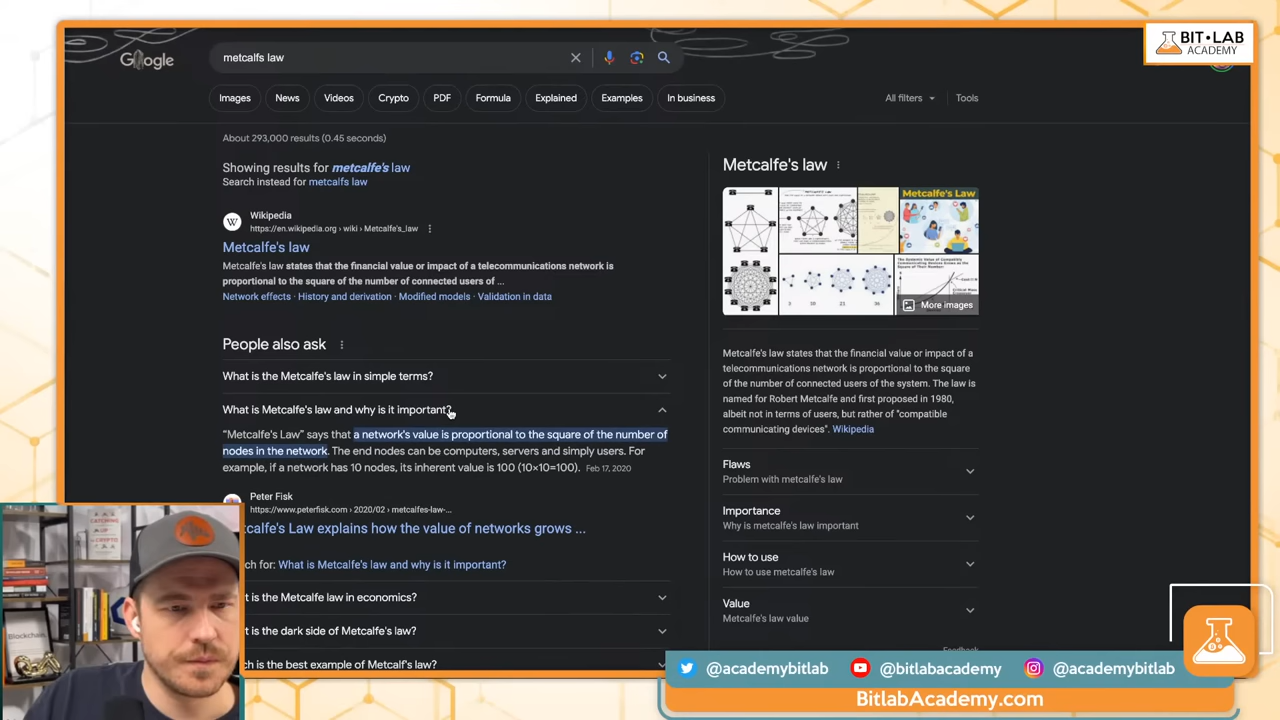 BIT•LAB
ACADEMY
Google
metcalfs law
Images
News
Videos
Crypto
PDF
Formula
Explained
Examples
In business
All filters
Tools
About 293,000 results (0.45 seconds)
Showing results for metcalfe's law
Search instead for metcalfs law
W
Wikipedia
https://en.wikipedia.org › wiki › Metcalfe's_law
Metcalfe's law
states that the financial value or impact of a telecommunications network is
proportional to the square of the number of connected users of ...
Network effects · History and derivation · Modified models · Validation in data
People also ask
What is the Metcalfe's law in simple terms?
What is Metcalfe's law and why is it important?
“Metcalfe's Law” says that a network's value is proportional to the square of the number of
nodes in the network. The end nodes can be computers, servers and simply users. For
example, if a network has 10 nodes, its inherent value is 100 (10×10=100). Feb 17, 2020
Peter Fisk
https://www.peterfisk.com › 2020/02 › metcalfes-law-...
tcalfe's Law explains how the value of networks grows ...
ch for: What is Metcalfe's law and why is it important?
t is the Metcalfe law in economics?
t is the dark side of Metcalfe's law?
ch is the best example of Metcalf's law?
Metcalfe's law
Metcalfe's Law
3
10
21
36
More images
Metcalfe's law states that the financial value or impact of a
telecommunications network is proportional to the square
of the number of connected users of the system. The law is
named for Robert Metcalfe and first proposed in 1980,
albeit not in terms of users, but rather of "compatible
communicating devices". Wikipedia
Flaws
Problem with metcalfe's law
Importance
Why is metcalfe's law important
How to use
How to use metcalfe's law
Value
Metcalfe's law value
Feedback
CATCHING
UP
TO
CRYPTO
Blockchain
@academybitlab
@bitlabacademy
@academybitlab
BitlabAcademy.com